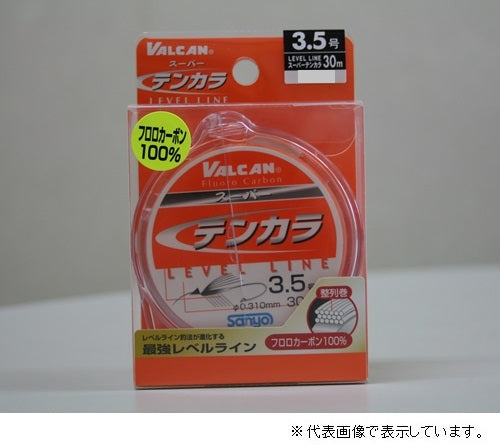 VALCAN®
スーパー
テンカラ
LEVEL LINE
3.5号
LEVEL LINE
スーパーテンカラ 30m
フロロカーボン
100%
VALCAN®
Fluoro Carbon
スーパー
テンカラ
LEVEL LINE
3.5号
φ0.310mm 30
Sanyo
整列巻
レベルライン釣法が進化する
最強レベルライン
フロロカーボン100%
※代表画像で表示しています。